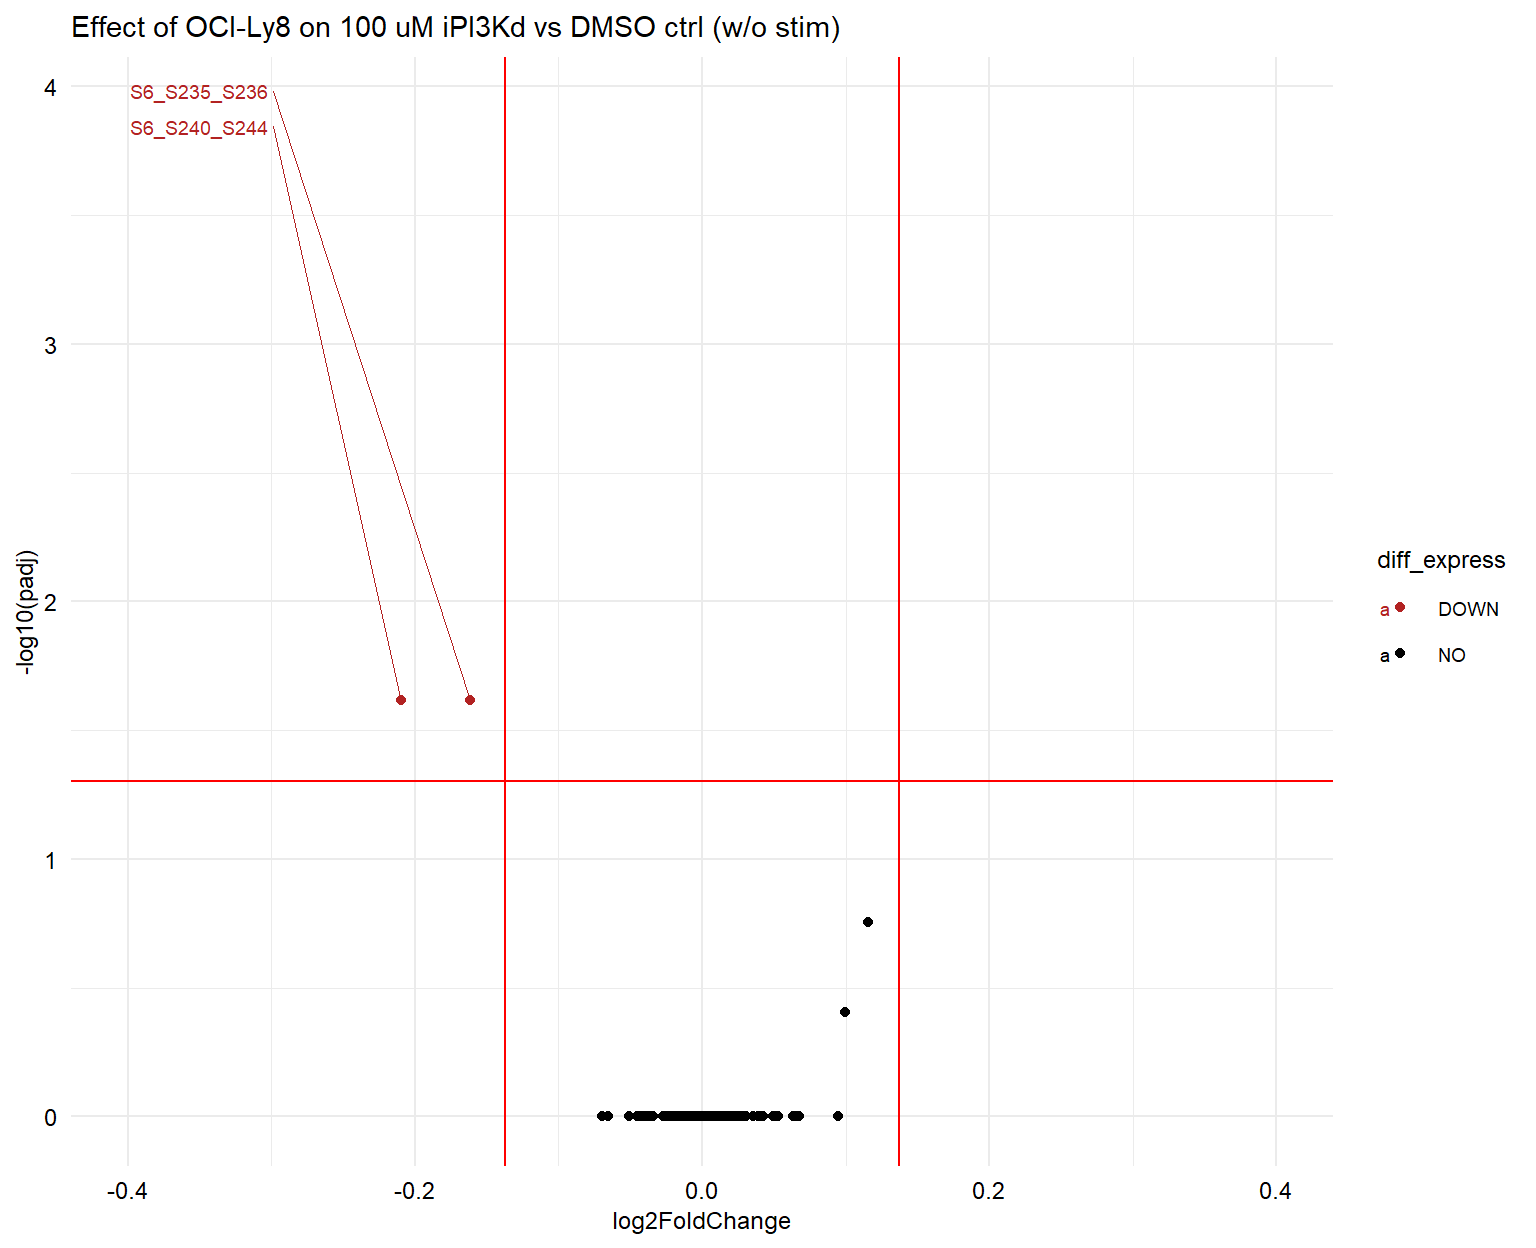 Effect of OCI-Ly8 on 100 uM iPI3Kd vs DMSO ctrl (w/o stim)
S6_S235_S236
S6_S240_S244
4
3
2
1
0
-log10(padj)
-0.4
-0.2
0.0
0.2
0.4
log2FoldChange
diff_express
a DOWN
a NO